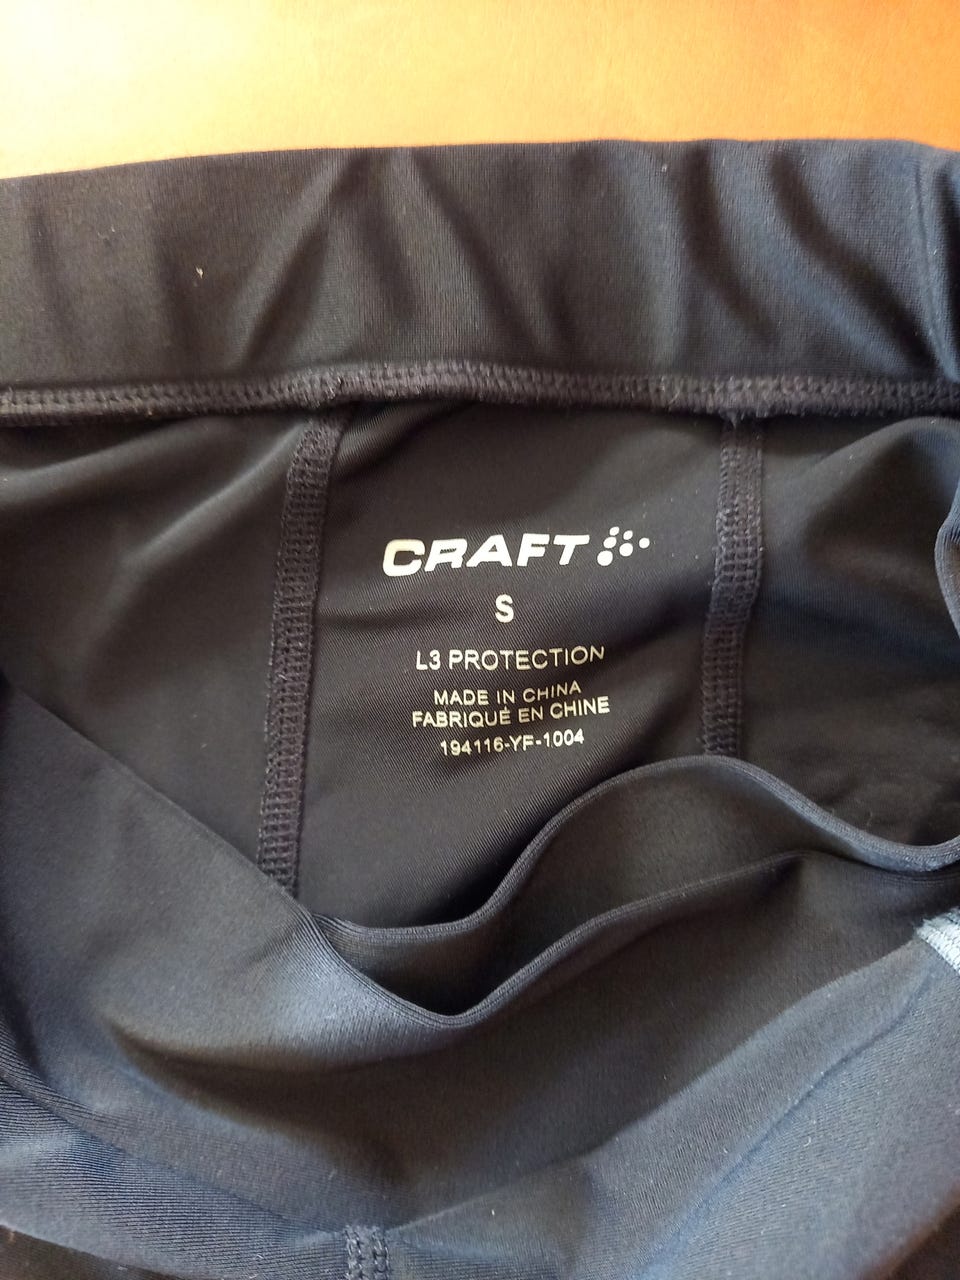 CRAFT
S
L3 PROTECTION
MADE IN CHINA
FABRIQUÉ EN CHINE
194116-YF-1004